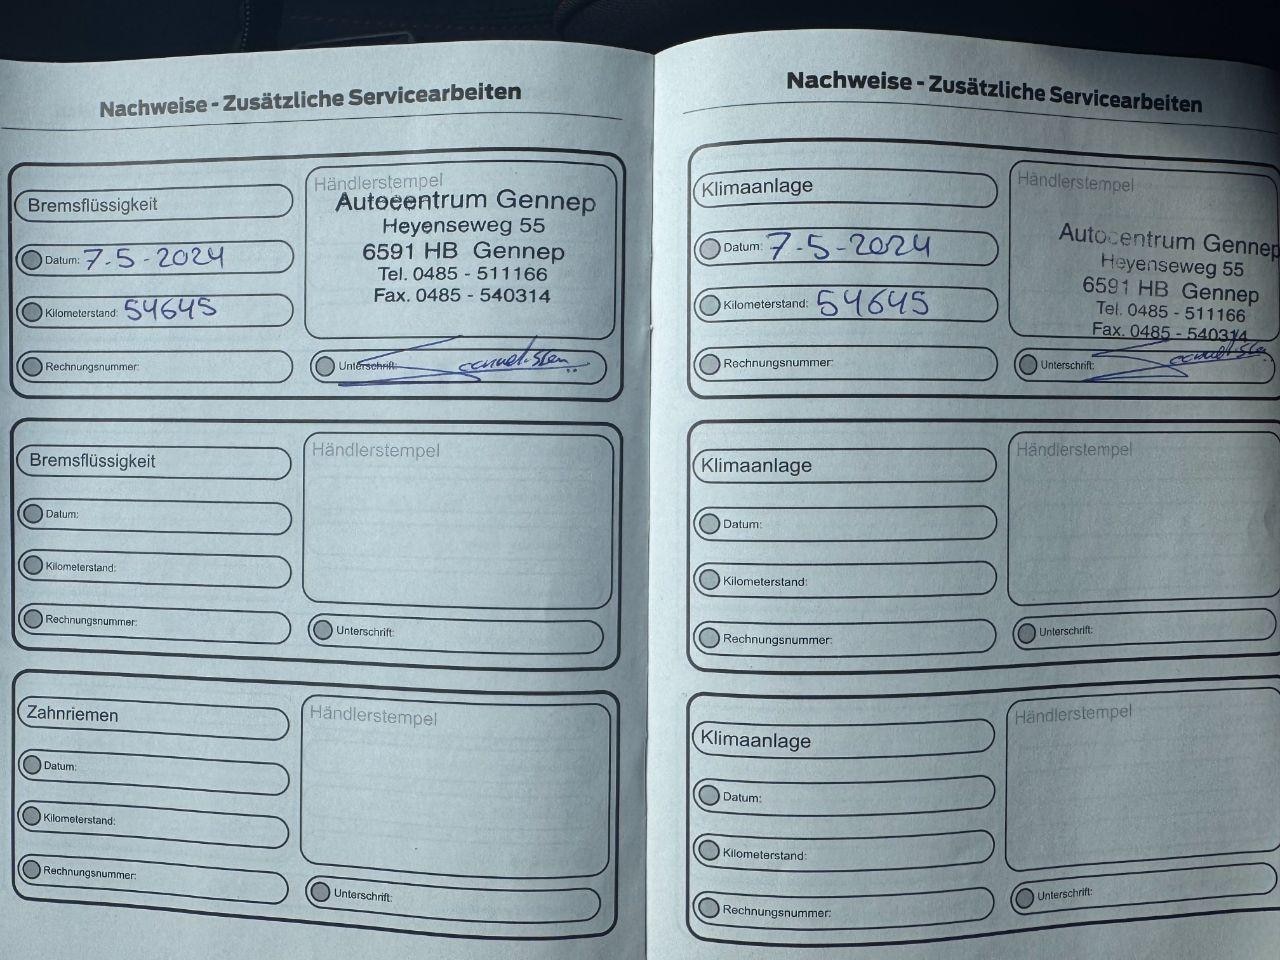 Nachweise - Zusätzliche Servicearbeiten
Bremsflüssigkeit
Datum: 7-5-2024
Kilometerstand: 54645
Rechnungsnummer:
Händlerstempel
Autocentrum Gennep
Heyenseweg 55
6591 HB Gennep
Tel. 0485 - 511166
Fax. 0485 - 540314
Unterschrift:
Bremsflüssigkeit
Datum:
Kilometerstand:
Rechnungsnummer:
Händlerstempel
Unterschrift:
Zahnriemen
Datum:
Kilometerstand:
Rechnungsnummer:
Händlerstempel
Unterschrift:
Nachweise - Zusätzliche Servicearbeiten
Klimaanlage
Datum: 7-5-2024
Kilometerstand: 54645
Rechnungsnummer:
Händlerstempel
Autocentrum Gennep
Heyenseweg 55
6591 HB Gennep
Tel. 0485 - 511166
Fax. 0485 - 540314
Unterschrift:
Klimaanlage
Datum:
Kilometerstand:
Rechnungsnummer:
Händlerstempel
Unterschrift:
Klimaanlage
Datum:
Kilometerstand:
Rechnungsnummer:
Händlerstempel
Unterschrift: